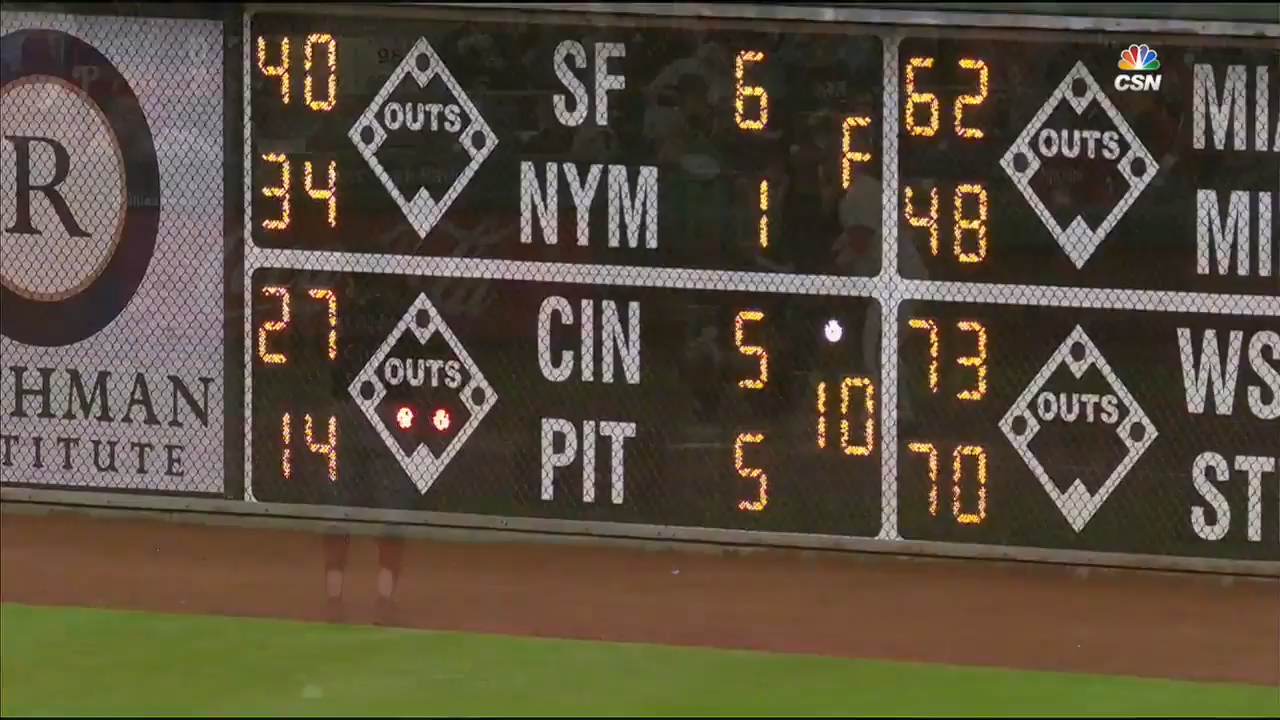 R
HMAN
TITUTE
40 OUTS SF 6
34 NYM 1 F
27 OUTS CIN 5
14 PIT 5 10
CSN
62 OUTS MI
48 MI
73 OUTS WS
70 ST